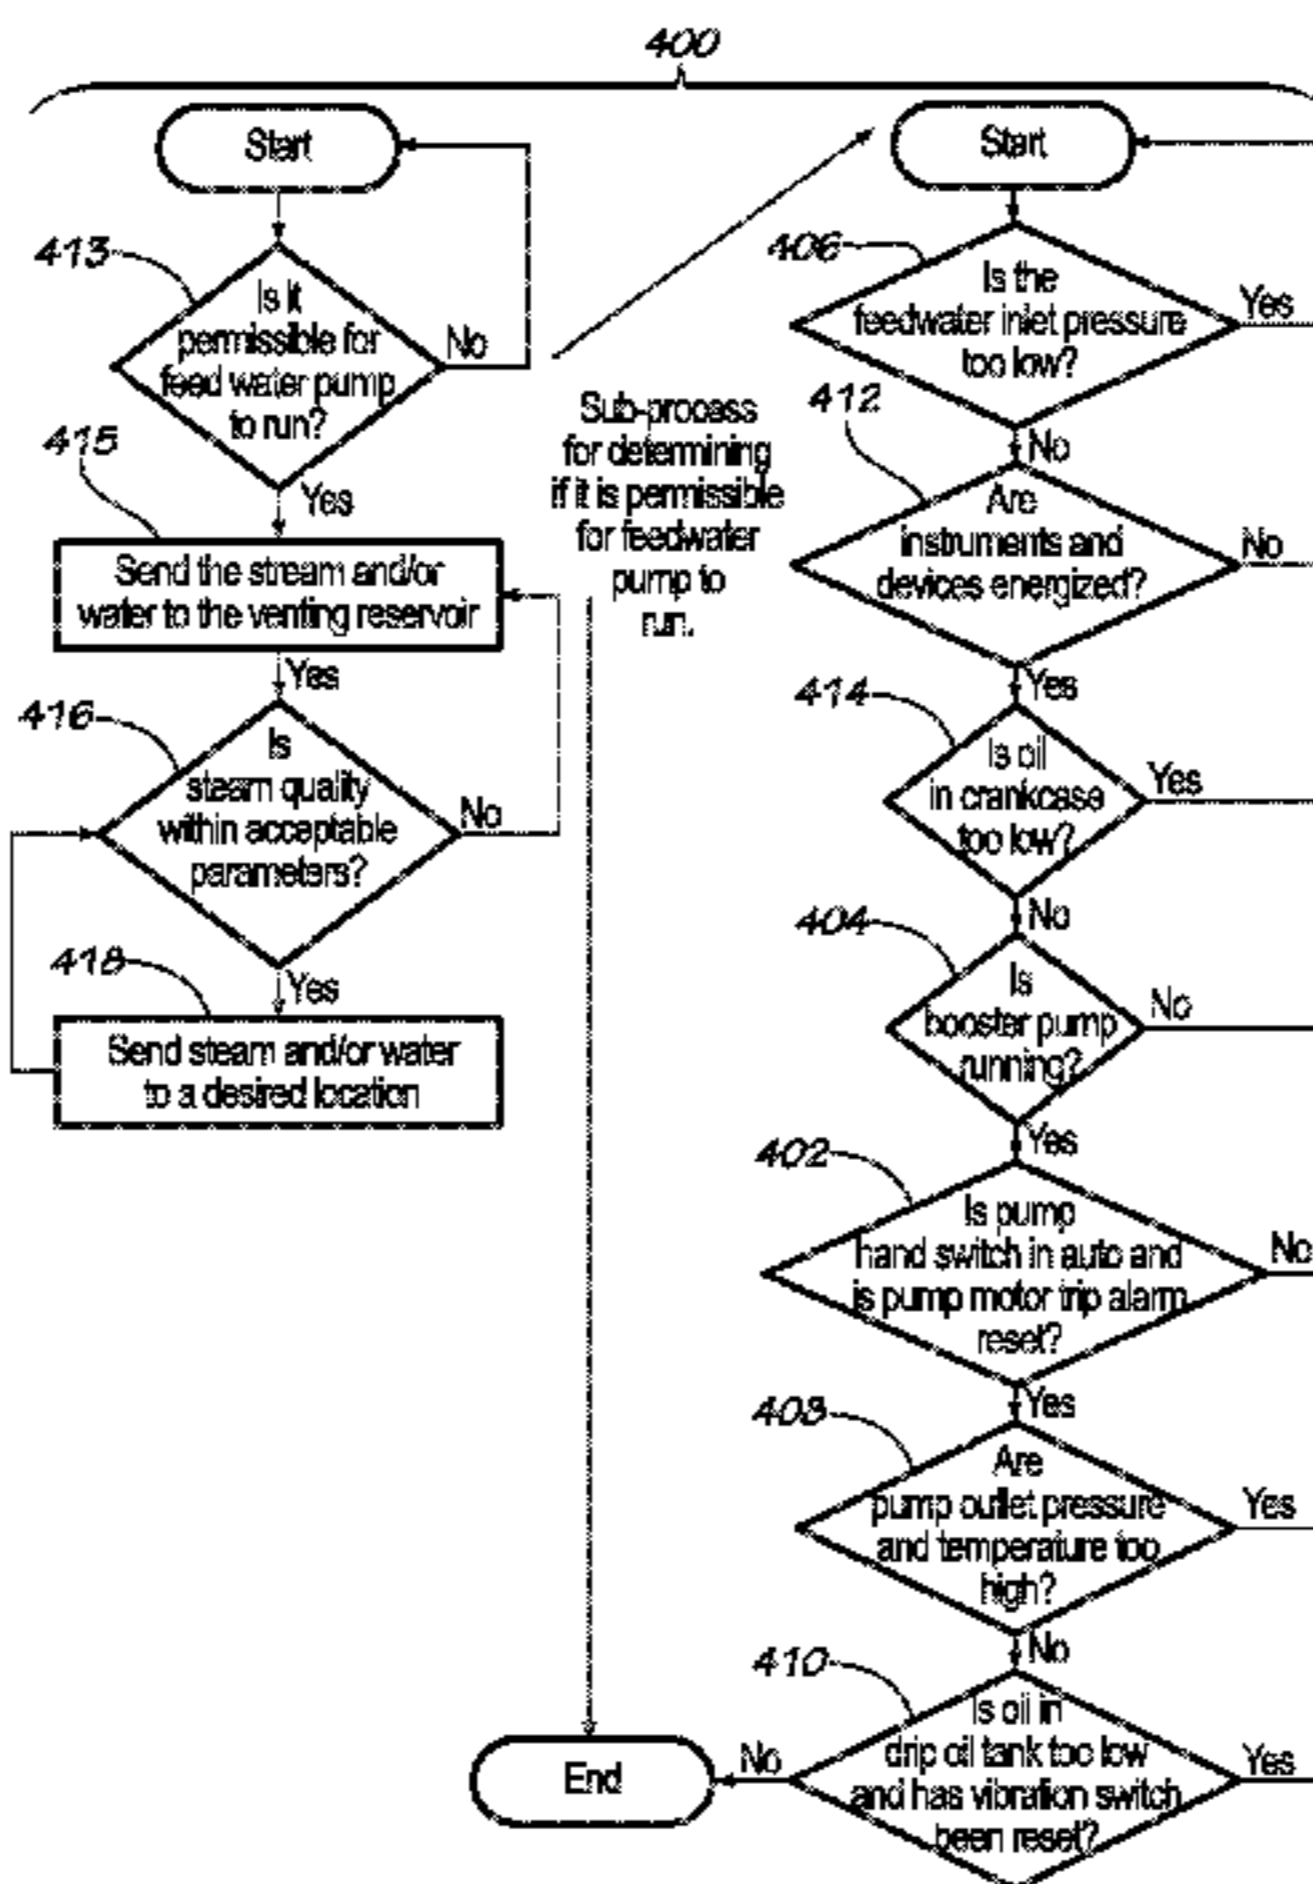 400
Start
413
Is it
permissible for
feed water pump
to run?
No
Yes
415
Send the stream and/or
water to the venting reservoir
Yes
416
Is
steam quality
within acceptable
parameters?
No
Yes
418
Send steam and/or water
to a desired location
Sub-process
for determining
if it is permissible
for feedwater
pump to
run.
Start
406
Is the
feedwater inlet pressure
too low?
Yes
No
412
Are
instruments and
devices energized?
No
Yes
414
Is oil
in crankcase
too low?
Yes
No
404
Is
booster pump
running?
No
Yes
402
Is pump
hand switch in auto and
is pump motor trip alarm
reset?
No
Yes
408
Are
pump outlet pressure
and temperature too
high?
Yes
No
410
Is oil in
drip oil tank too low
and has vibration switch
been reset?
Yes
No
End